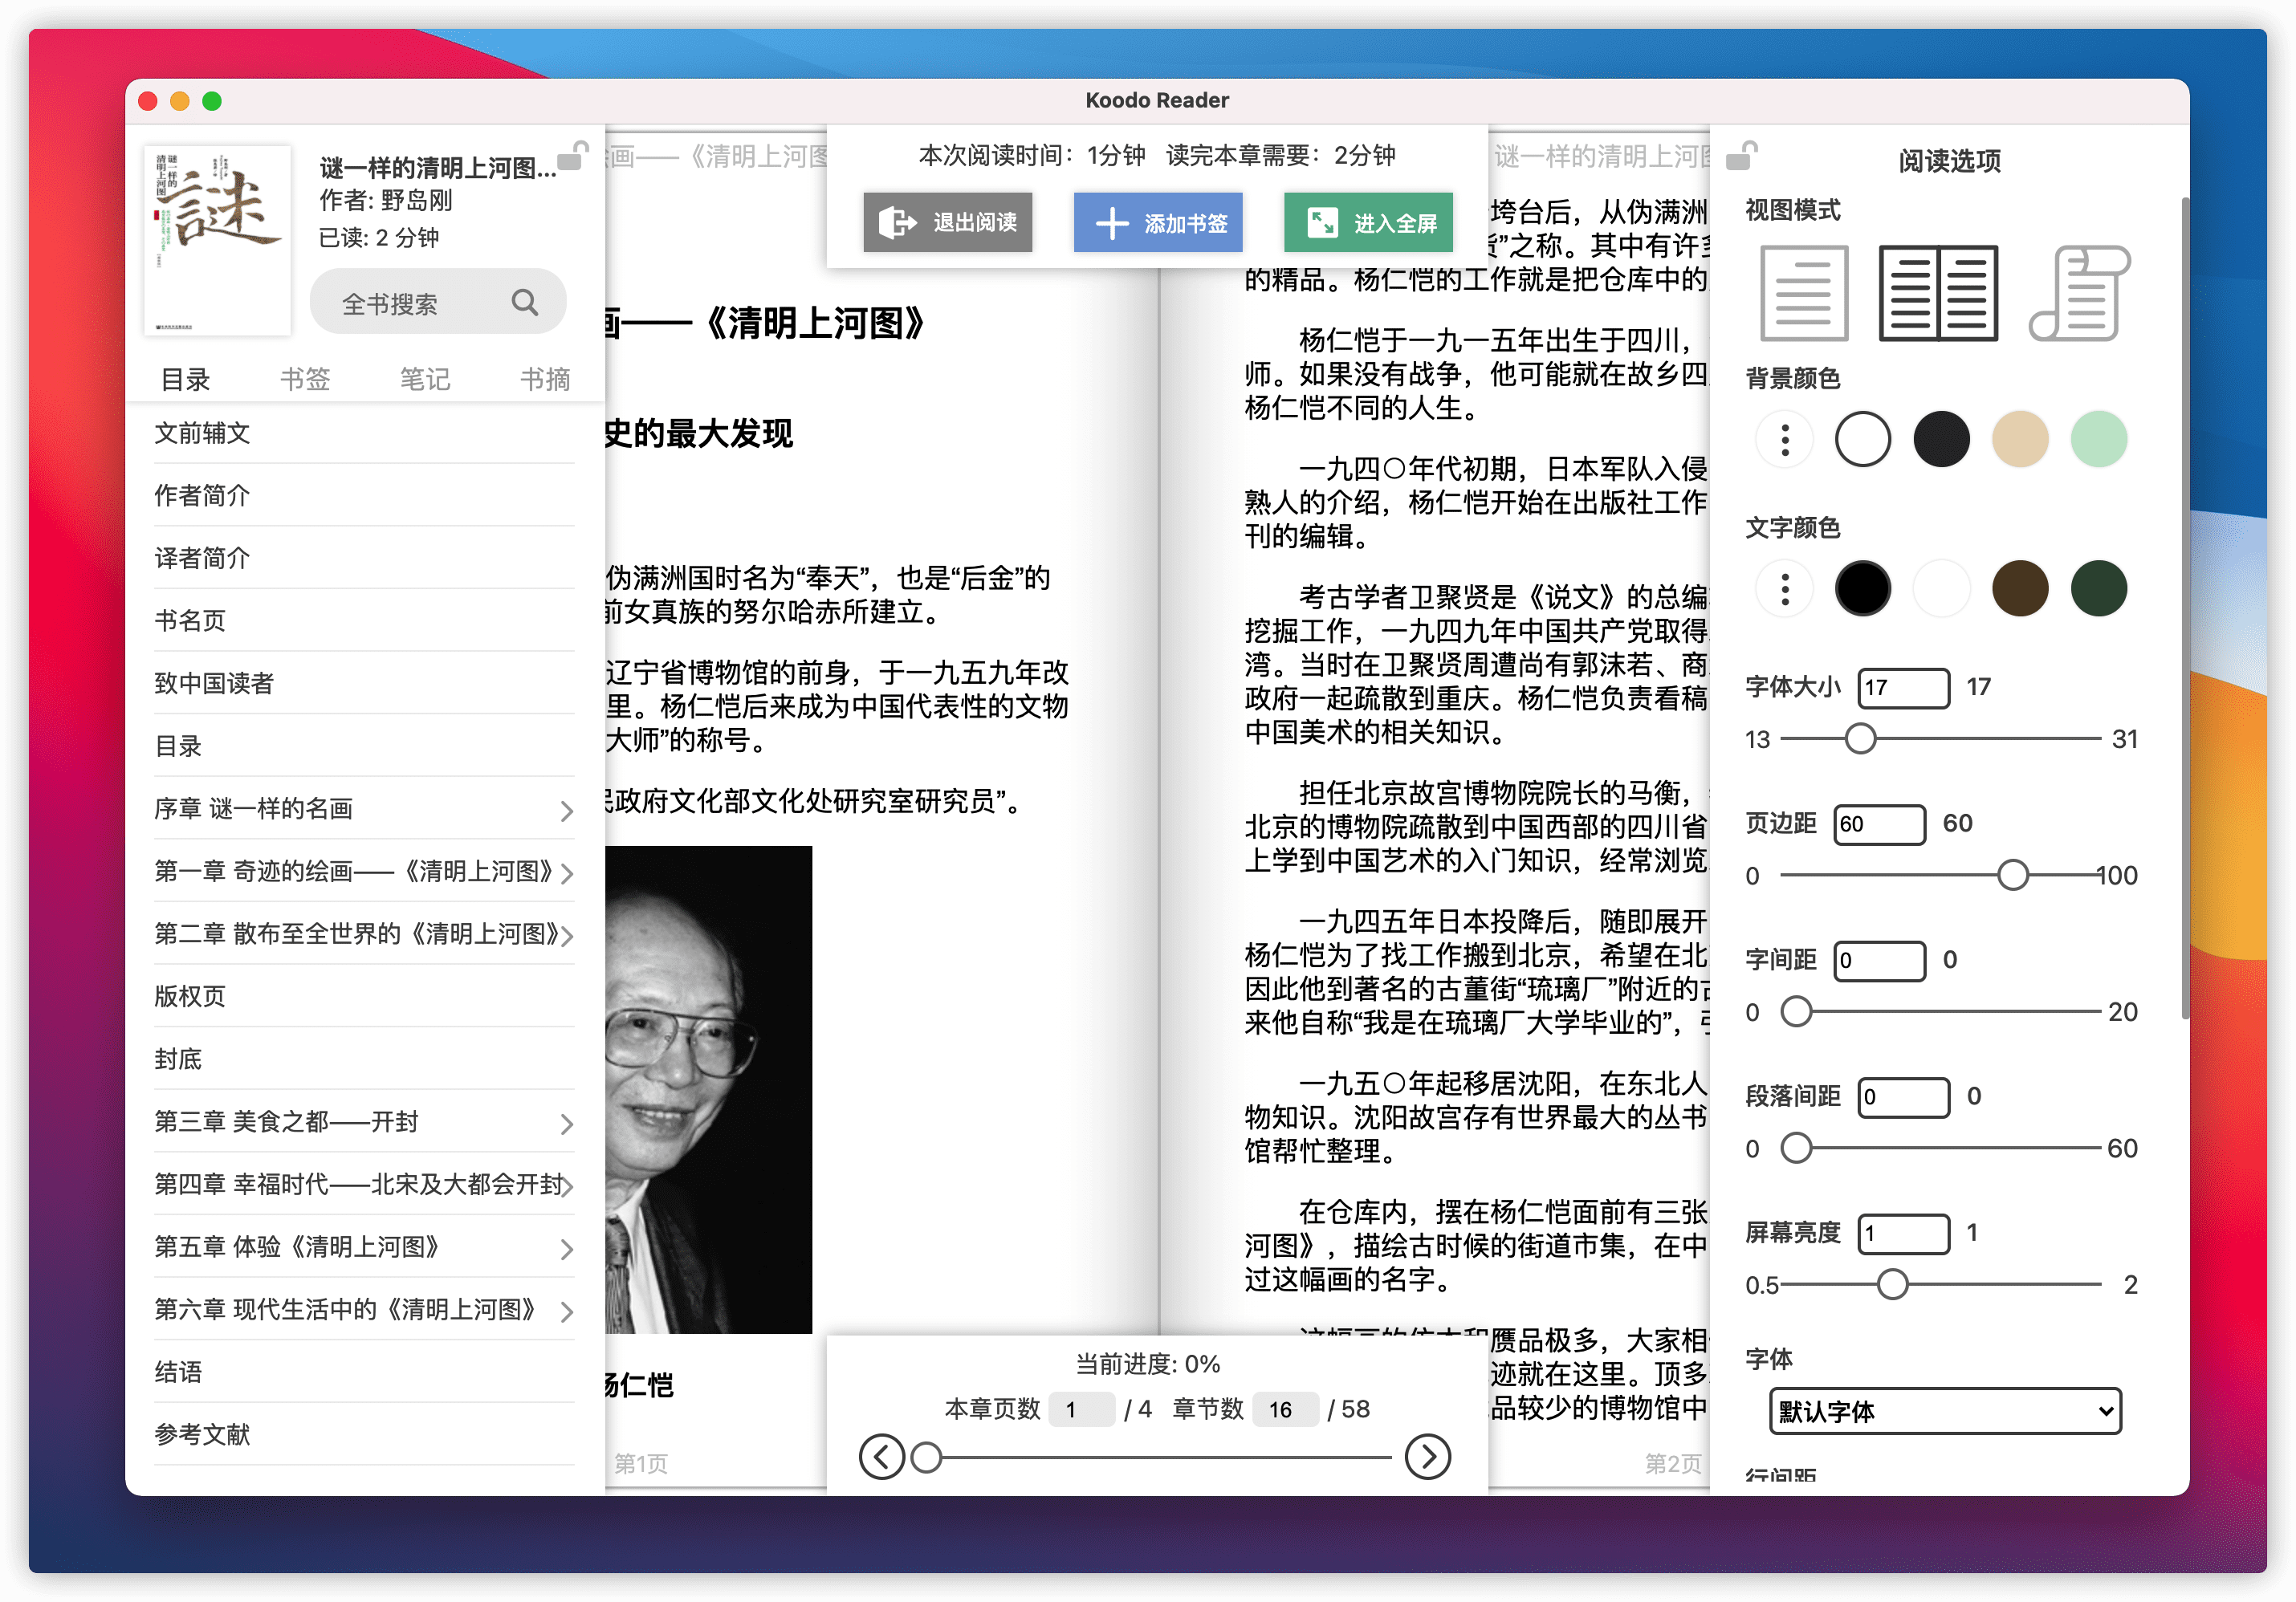 Koodo Reader
谜一样的
清明上河图
謎
谜一样的清明上河图...
作者: 野岛刚
已读: 2 分钟
全书搜索
目录 书签 笔记 书摘
文前辅文
作者简介
译者简介
书名页
致中国读者
目录
序章 谜一样的名画
第一章 奇迹的绘画——《清明上河图》
第二章 散布至全世界的《清明上河图》
版权页
封底
第三章 美食之都——开封
第四章 幸福时代——北宋及大都会开封
第五章 体验《清明上河图》
第六章 现代生活中的《清明上河图》
结语
参考文献
本次阅读时间：1分钟 读完本章需要：2分钟
退出阅读 添加书签 进入全屏
画——《清明上河图
画——《清明上河图》
史的最大发现
伪满洲国时名为“奉天”，也是“后金”的
前女真族的努尔哈赤所建立。
辽宁省博物馆的前身，于一九五九年改
里。杨仁恺后来成为中国代表性的文物
大师”的称号。
民政府文化部文化处研究室研究员”。
杨仁恺
第1页
谜一样的清明上河图
垮台后，从伪满洲
货”之称。其中有许多
的精品。杨仁恺的工作就是把仓库中的
杨仁恺于一九一五年出生于四川，
师。如果没有战争，他可能就在故乡四
杨仁恺不同的人生。
一九四〇年代初期，日本军队入侵
熟人的介绍，杨仁恺开始在出版社工作
刊的编辑。
考古学者卫聚贤是《说文》的总编
挖掘工作，一九四九年中国共产党取得
湾。当时在卫聚贤周遭尚有郭沫若、商
政府一起疏散到重庆。杨仁恺负责看稿
中国美术的相关知识。
担任北京故宫博物院院长的马衡，
北京的博物院疏散到中国西部的四川省
上学到中国艺术的入门知识，经常浏览
一九四五年日本投降后，随即展开
杨仁恺为了找工作搬到北京，希望在北
因此他到著名的古董街“琉璃厂”附近的古
来他自称“我是在琉璃厂大学毕业的”，引
一九五〇年起移居沈阳，在东北人
物知识。沈阳故宫存有世界最大的丛书
馆帮忙整理。
在仓库内，摆在杨仁恺面前有三张
河图》，描绘古时候的街道市集，在中
过这幅画的名字。
这幅画的仿本和赝品极多，大家相
迹就在这里。顶多
品较少的博物馆中
第2页
当前进度: 0%
本章页数 1 / 4 章节数 16 / 58
阅读选项
视图模式
背景颜色
文字颜色
字体大小 17 17
13 31
页边距 60 60
0 100
字间距 0 0
0 20
段落间距 0 0
0 60
屏幕亮度 1 1
0.5 2
字体
默认字体
行间距